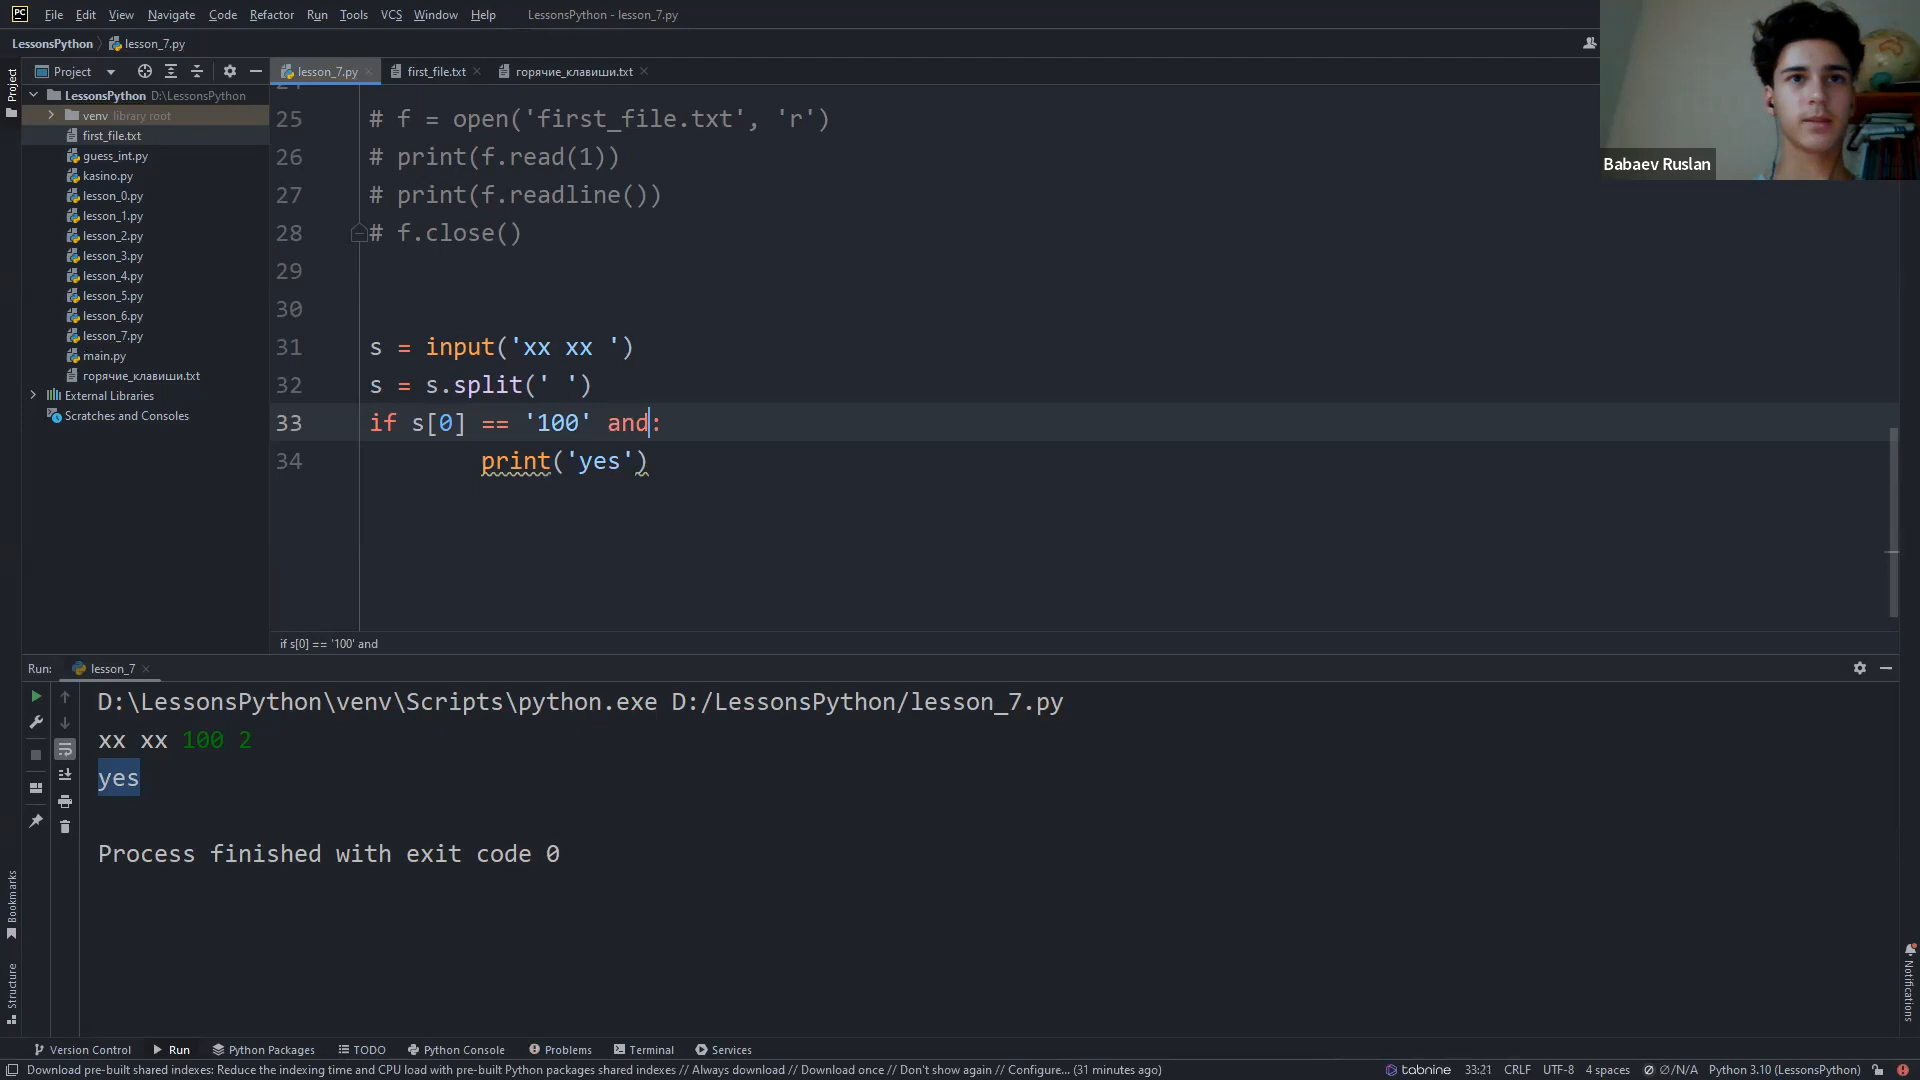 PC File Edit View Navigate Code Refactor Run Tools VCS Window Help LessonsPython - lesson_7.py
LessonsPython lesson_7.py
Project lesson_7.py first_file.txt горячие_клавиши.txt
Project
LessonsPython D:\LessonsPython
venv library root
first_file.txt
guess_int.py
kasino.py
lesson_0.py
lesson_1.py
lesson_2.py
lesson_3.py
lesson_4.py
lesson_5.py
lesson_6.py
lesson_7.py
main.py
горячие_клавиши.txt
External Libraries
Scratches and Consoles
25 # f = open('first_file.txt', 'r')
26 # print(f.read(1))
27 # print(f.readline())
28 # f.close()
29
30
31 s = input('xx xx ')
32 s = s.split(' ')
33 if s[0] == '100' and:
34 print('yes')
if s[0] == '100' and
Babaev Ruslan
Run: lesson_7
D:\LessonsPython\venv\Scripts\python.exe D:/LessonsPython/lesson_7.py
xx xx 100 2
yes
Process finished with exit code 0
Bookmarks
Structure
Notifications
Version Control Run Python Packages TODO Python Console Problems Terminal Services
Download pre-built shared indexes: Reduce the indexing time and CPU load with pre-built Python packages shared indexes // Always download // Download once // Don't show again // Configure... (31 minutes ago) tabnine 33:21 CRLF UTF-8 4 spaces ∅/N/A Python 3.10 (LessonsPython)